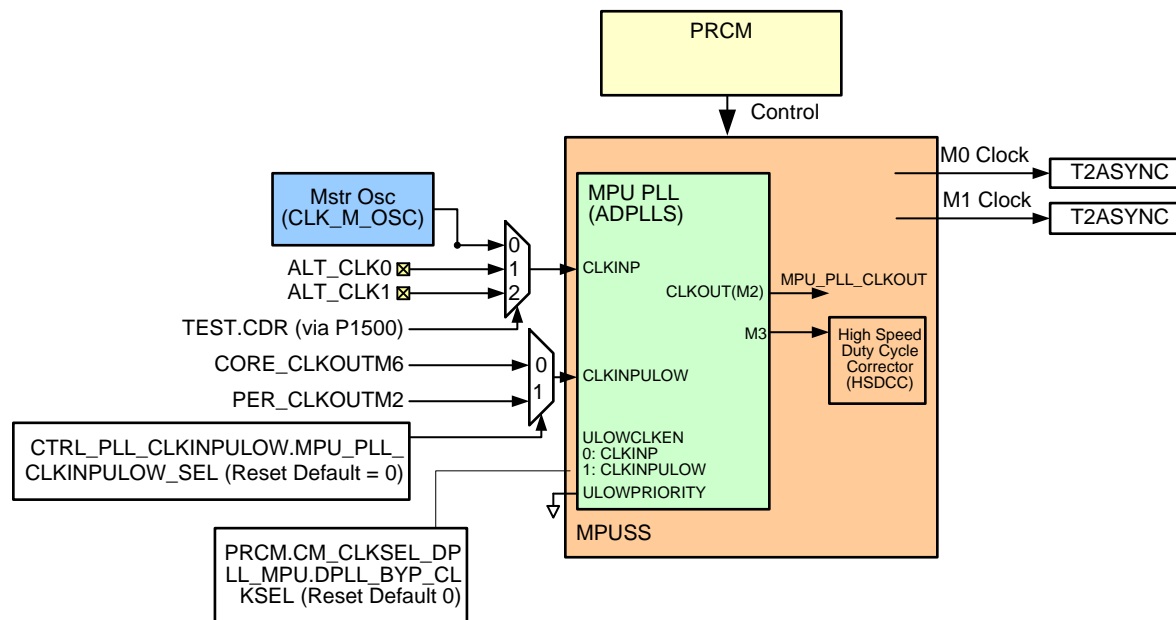 PRCM
Control
M0 Clock
T2ASYNC
M1 Clock
T2ASYNC
Mstr Osc
(CLK_M_OSC)
ALT_CLK0
ALT_CLK1
0
1
2
TEST.CDR (via P1500)
CORE_CLKOUTM6
PER_CLKOUTM2
0
1
CTRL_PLL_CLKINPULOW.MPU_PLL_
CLKINPULOW_SEL (Reset Default = 0)
PRCM.CM_CLKSEL_DP
LL_MPU.DPLL_BYP_CL
KSEL (Reset Default 0)
MPU PLL
(ADPLLS)
CLKINP
CLKOUT(M2)
M3
CLKINPULOW
ULOWCLKEN
0: CLKINP
1: CLKINPULOW
ULOWPRIORITY
MPU_PLL_CLKOUT
High Speed
Duty Cycle
Corrector
(HSDCC)
MPUSS